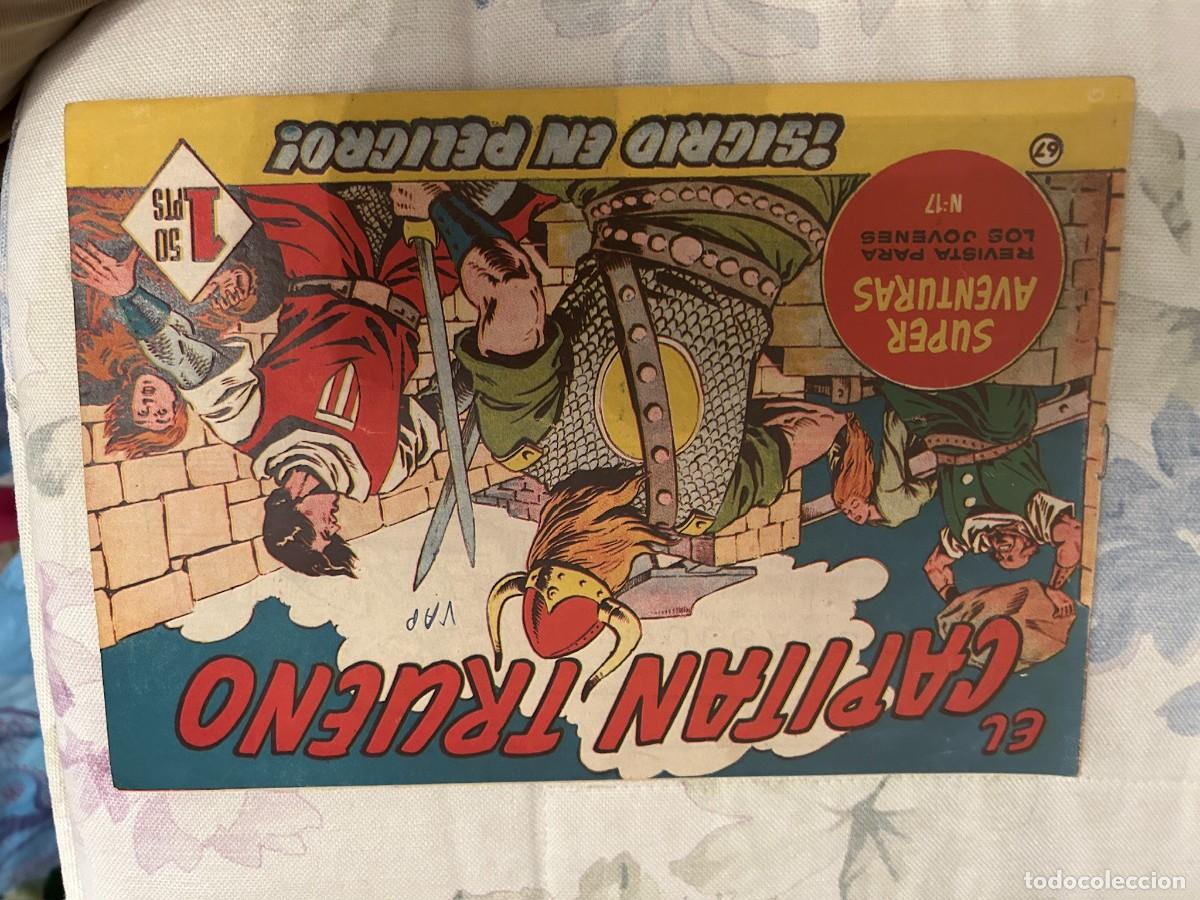 EL
CAPITAN TRUENO
VAP
SUPER
AVENTURAS
REVISTA PARA
LOS JOVENES
Nº 17
1'50
PTS
67
¡SIGRID EN PELIGRO!
todocoleccion